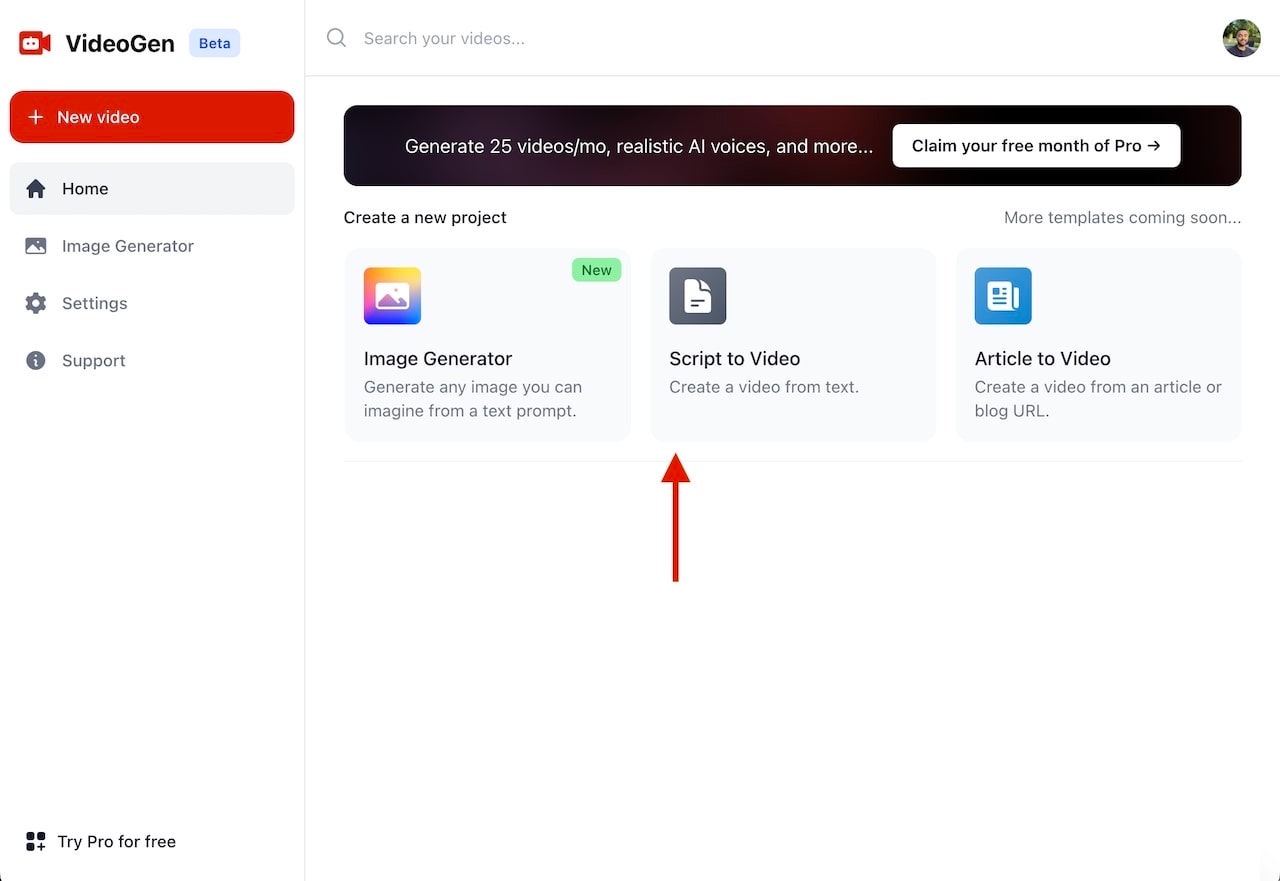 VideoGen Beta
New video
Home
Image Generator
Settings
Support
Try Pro for free
Search your videos...
Generate 25 videos/mo, realistic AI voices, and more...
Claim your free month of Pro →
Create a new project
More templates coming soon...
New
Image Generator
Generate any image you can
imagine from a text prompt.
Script to Video
Create a video from text.
Article to Video
Create a video from an article or
blog URL.